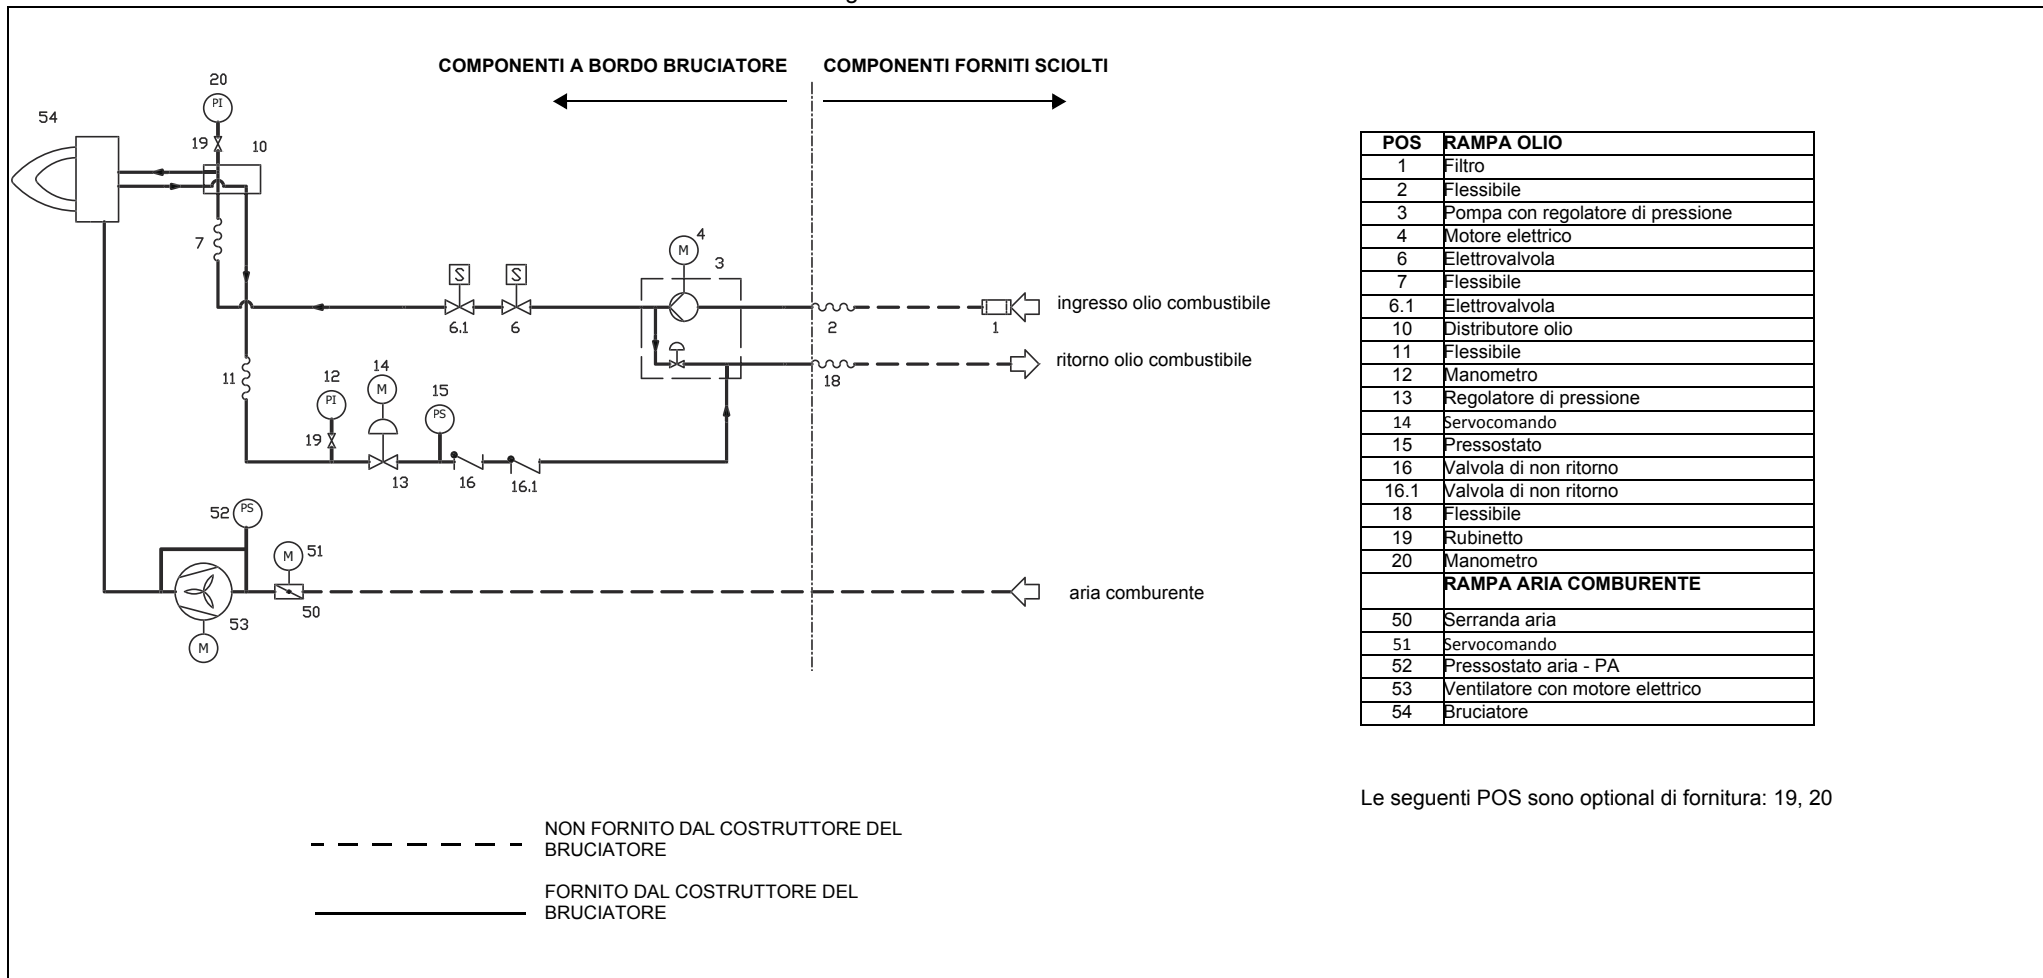 COMPONENTI A BORDO BRUCIATORE
COMPONENTI FORNITI SCIOLTI
20
PI
54
19
10
7
4
M
3
S
S
6.1
6
2
1
ingresso olio combustibile
18
ritorno olio combustibile
11
12
14
15
PI
M
PS
19
13
16
16.1
52
PS
M
51
50
53
M
aria comburente
POS RAMPA OLIO
1 Filtro
2 Flessibile
3 Pompa con regolatore di pressione
4 Motore elettrico
6 Elettrovalvola
7 Flessibile
6.1 Elettrovalvola
10 Distributore olio
11 Flessibile
12 Manometro
13 Regolatore di pressione
14 Servocomando
15 Pressostato
16 Valvola di non ritorno
16.1 Valvola di non ritorno
18 Flessibile
19 Rubinetto
20 Manometro
RAMPA ARIA COMBURENTE
50 Serranda aria
51 Servocomando
52 Pressostato aria - PA
53 Ventilatore con motore elettrico
54 Bruciatore
Le seguenti POS sono optional di fornitura: 19, 20
NON FORNITO DAL COSTRUTTORE DEL
BRUCIATORE
FORNITO DAL COSTRUTTORE DEL
BRUCIATORE